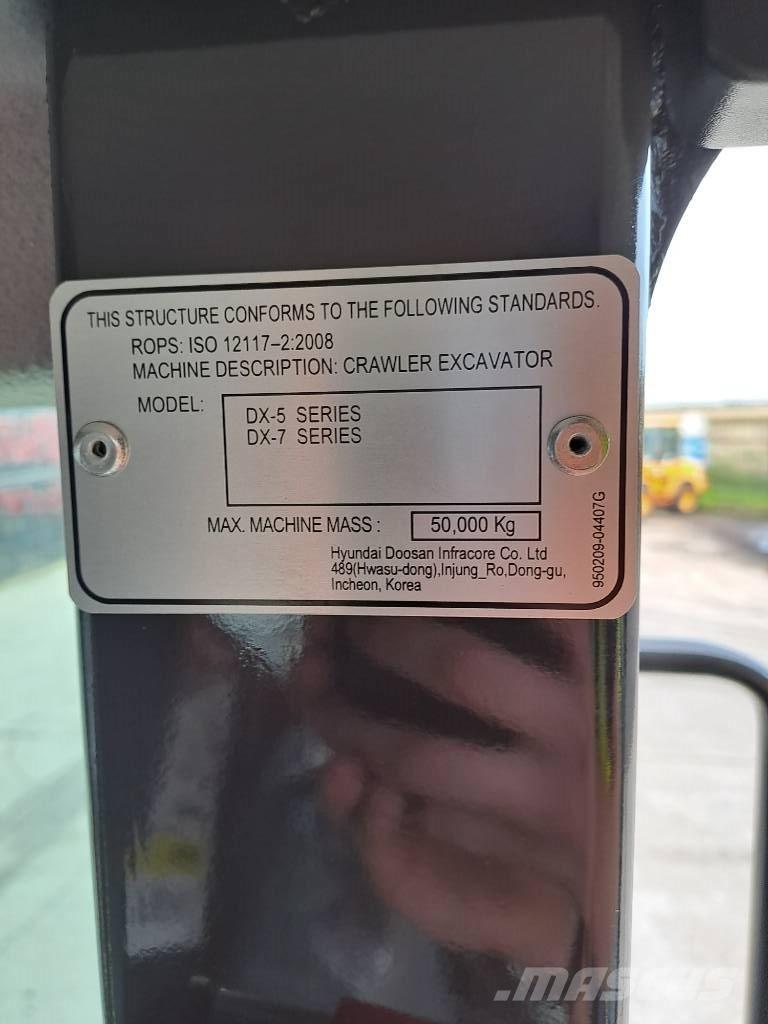 THIS STRUCTURE CONFORMS TO THE FOLLOWING STANDARDS.
ROPS: ISO 12117–2:2008
MACHINE DESCRIPTION: CRAWLER EXCAVATOR
MODEL:
DX-5 SERIES
DX-7 SERIES
MAX. MACHINE MASS : 50,000 Kg
Hyundai Doosan Infracore Co. Ltd
489(Hwasu-dong),Injung_Ro,Dong-gu,
Incheon, Korea
950209-04407G
MASCUS